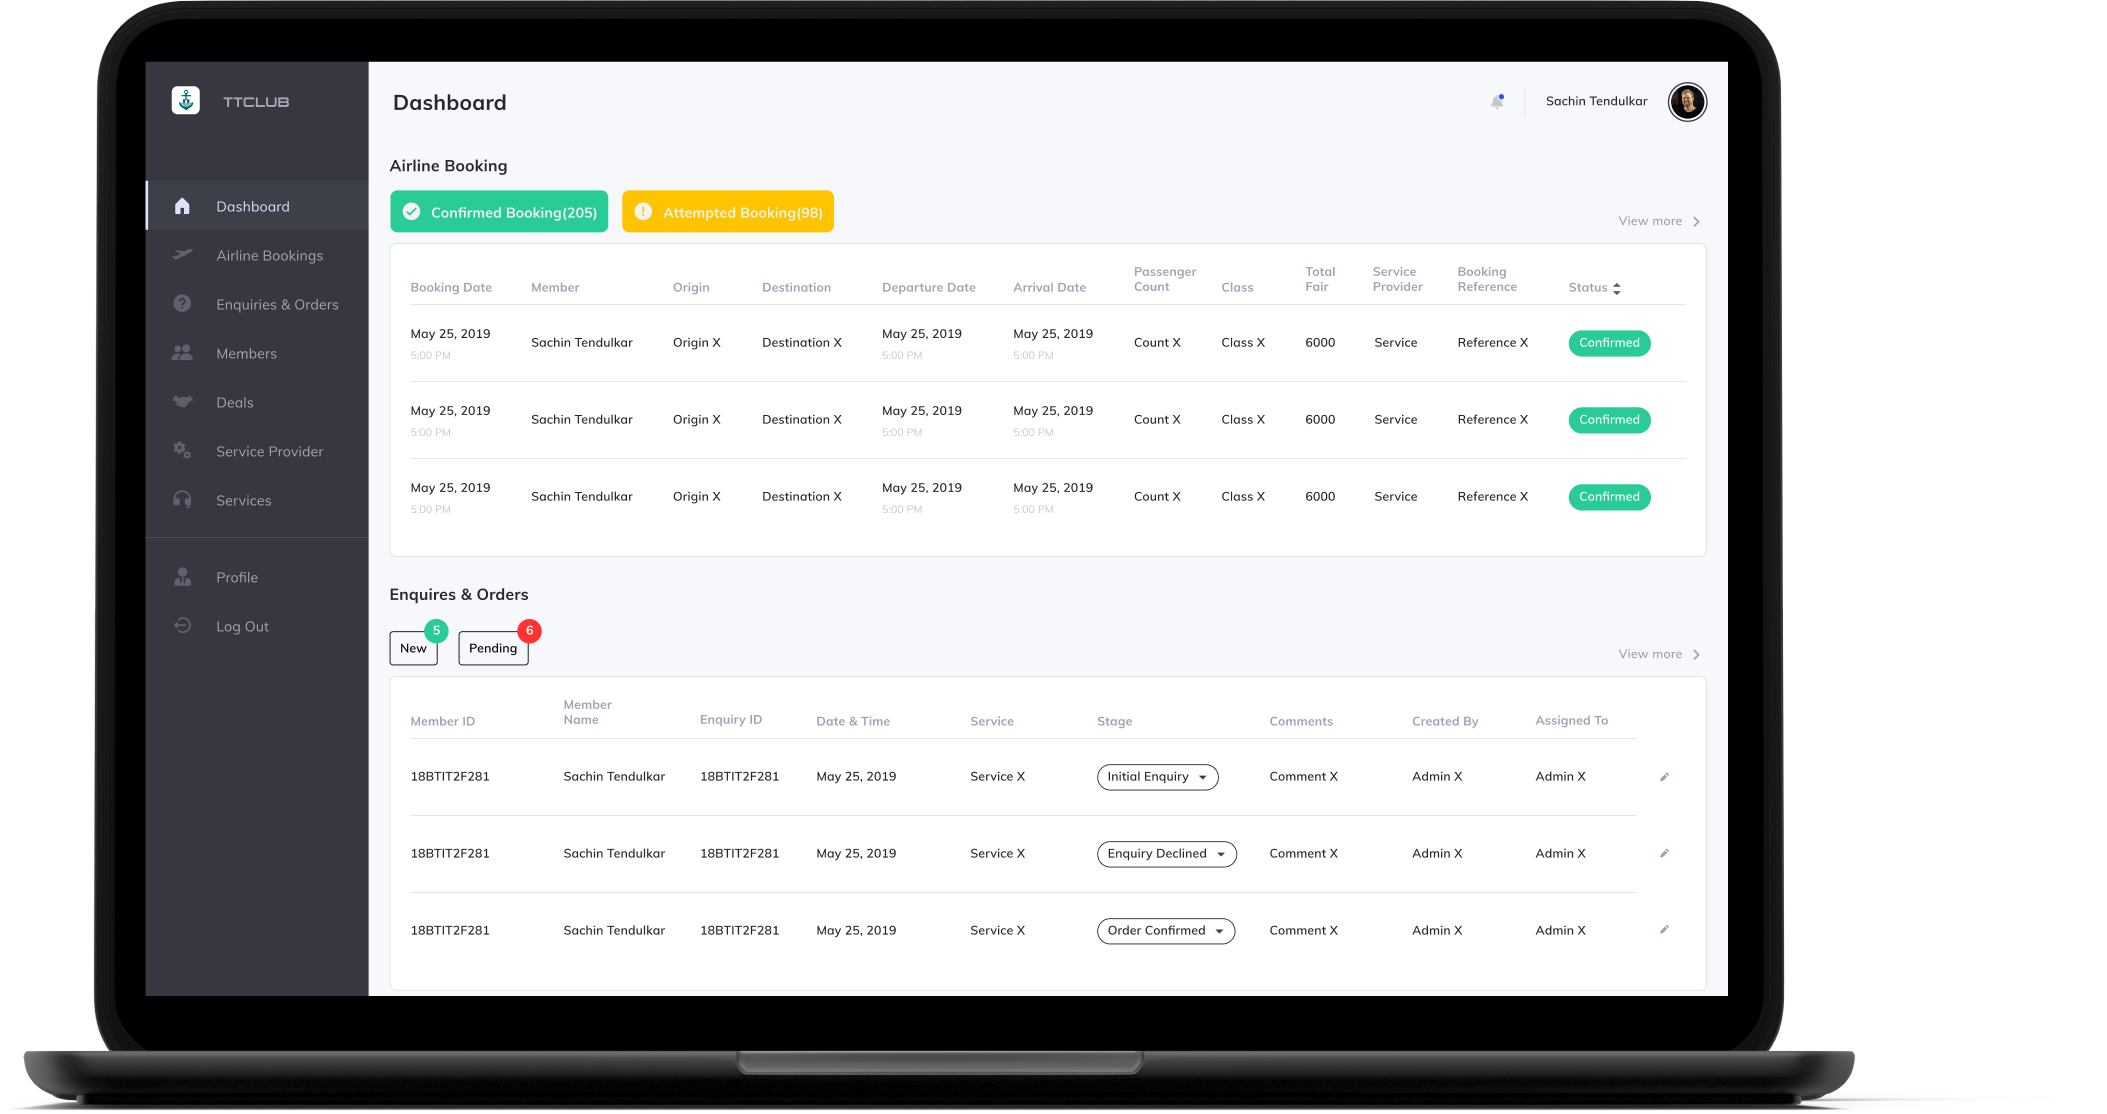 TTCLUB
Dashboard
Airline Bookings
Enquiries & Orders
Members
Deals
Service Provider
Services
Profile
Log Out
Dashboard
Sachin Tendulkar
Airline Booking
Confirmed Booking(205)
Attempted Booking(98)
View more
Booking Date Member Origin Destination Departure Date Arrival Date Passenger Count Class Total Fair Service Provider Booking Reference Status
May 25, 2019 Sachin Tendulkar Origin X Destination X May 25, 2019 May 25, 2019 Count X Class X 6000 Service Reference X Confirmed
5:00 PM 5:00 PM 5:00 PM
May 25, 2019 Sachin Tendulkar Origin X Destination X May 25, 2019 May 25, 2019 Count X Class X 6000 Service Reference X Confirmed
5:00 PM 5:00 PM 5:00 PM
May 25, 2019 Sachin Tendulkar Origin X Destination X May 25, 2019 May 25, 2019 Count X Class X 6000 Service Reference X Confirmed
5:00 PM 5:00 PM 5:00 PM
Enquires & Orders
New 5
Pending 6
View more
Member ID Member Name Enquiry ID Date & Time Service Stage Comments Created By Assigned To
18BTIT2F281 Sachin Tendulkar 18BTIT2F281 May 25, 2019 Service X Initial Enquiry Comment X Admin X Admin X
18BTIT2F281 Sachin Tendulkar 18BTIT2F281 May 25, 2019 Service X Enquiry Declined Comment X Admin X Admin X
18BTIT2F281 Sachin Tendulkar 18BTIT2F281 May 25, 2019 Service X Order Confirmed Comment X Admin X Admin X